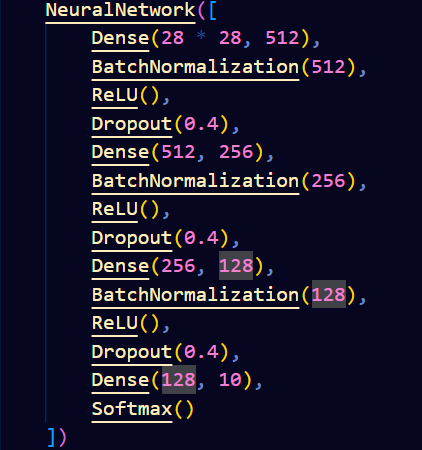 NeuralNetwork([
Dense(28 * 28, 512),
BatchNormalization(512),
ReLU(),
Dropout(0.4),
Dense(512, 256),
BatchNormalization(256),
ReLU(),
Dropout(0.4),
Dense(256, 128),
BatchNormalization(128),
ReLU(),
Dropout(0.4),
Dense(128, 10),
Softmax()
])